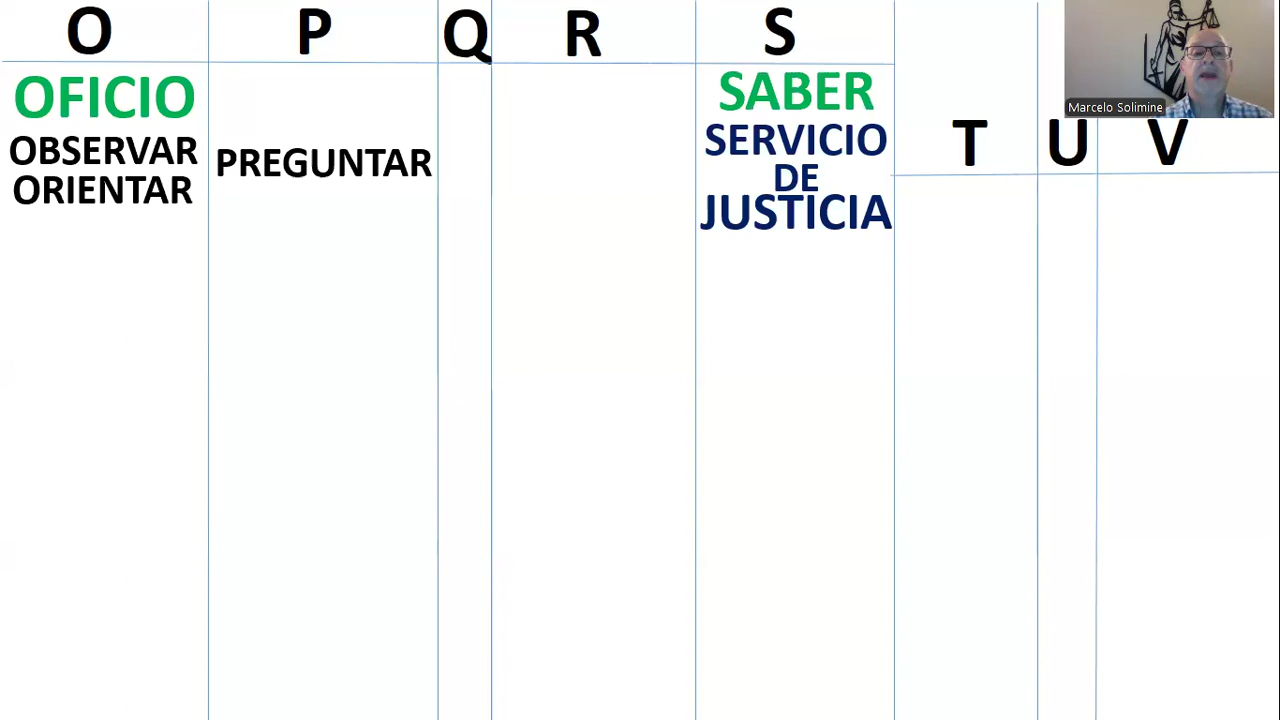 O P Q R S
T U V
OFICIO
OBSERVAR
ORIENTAR
PREGUNTAR
SABER
SERVICIO
DE
JUSTICIA
Marcelo Solimine